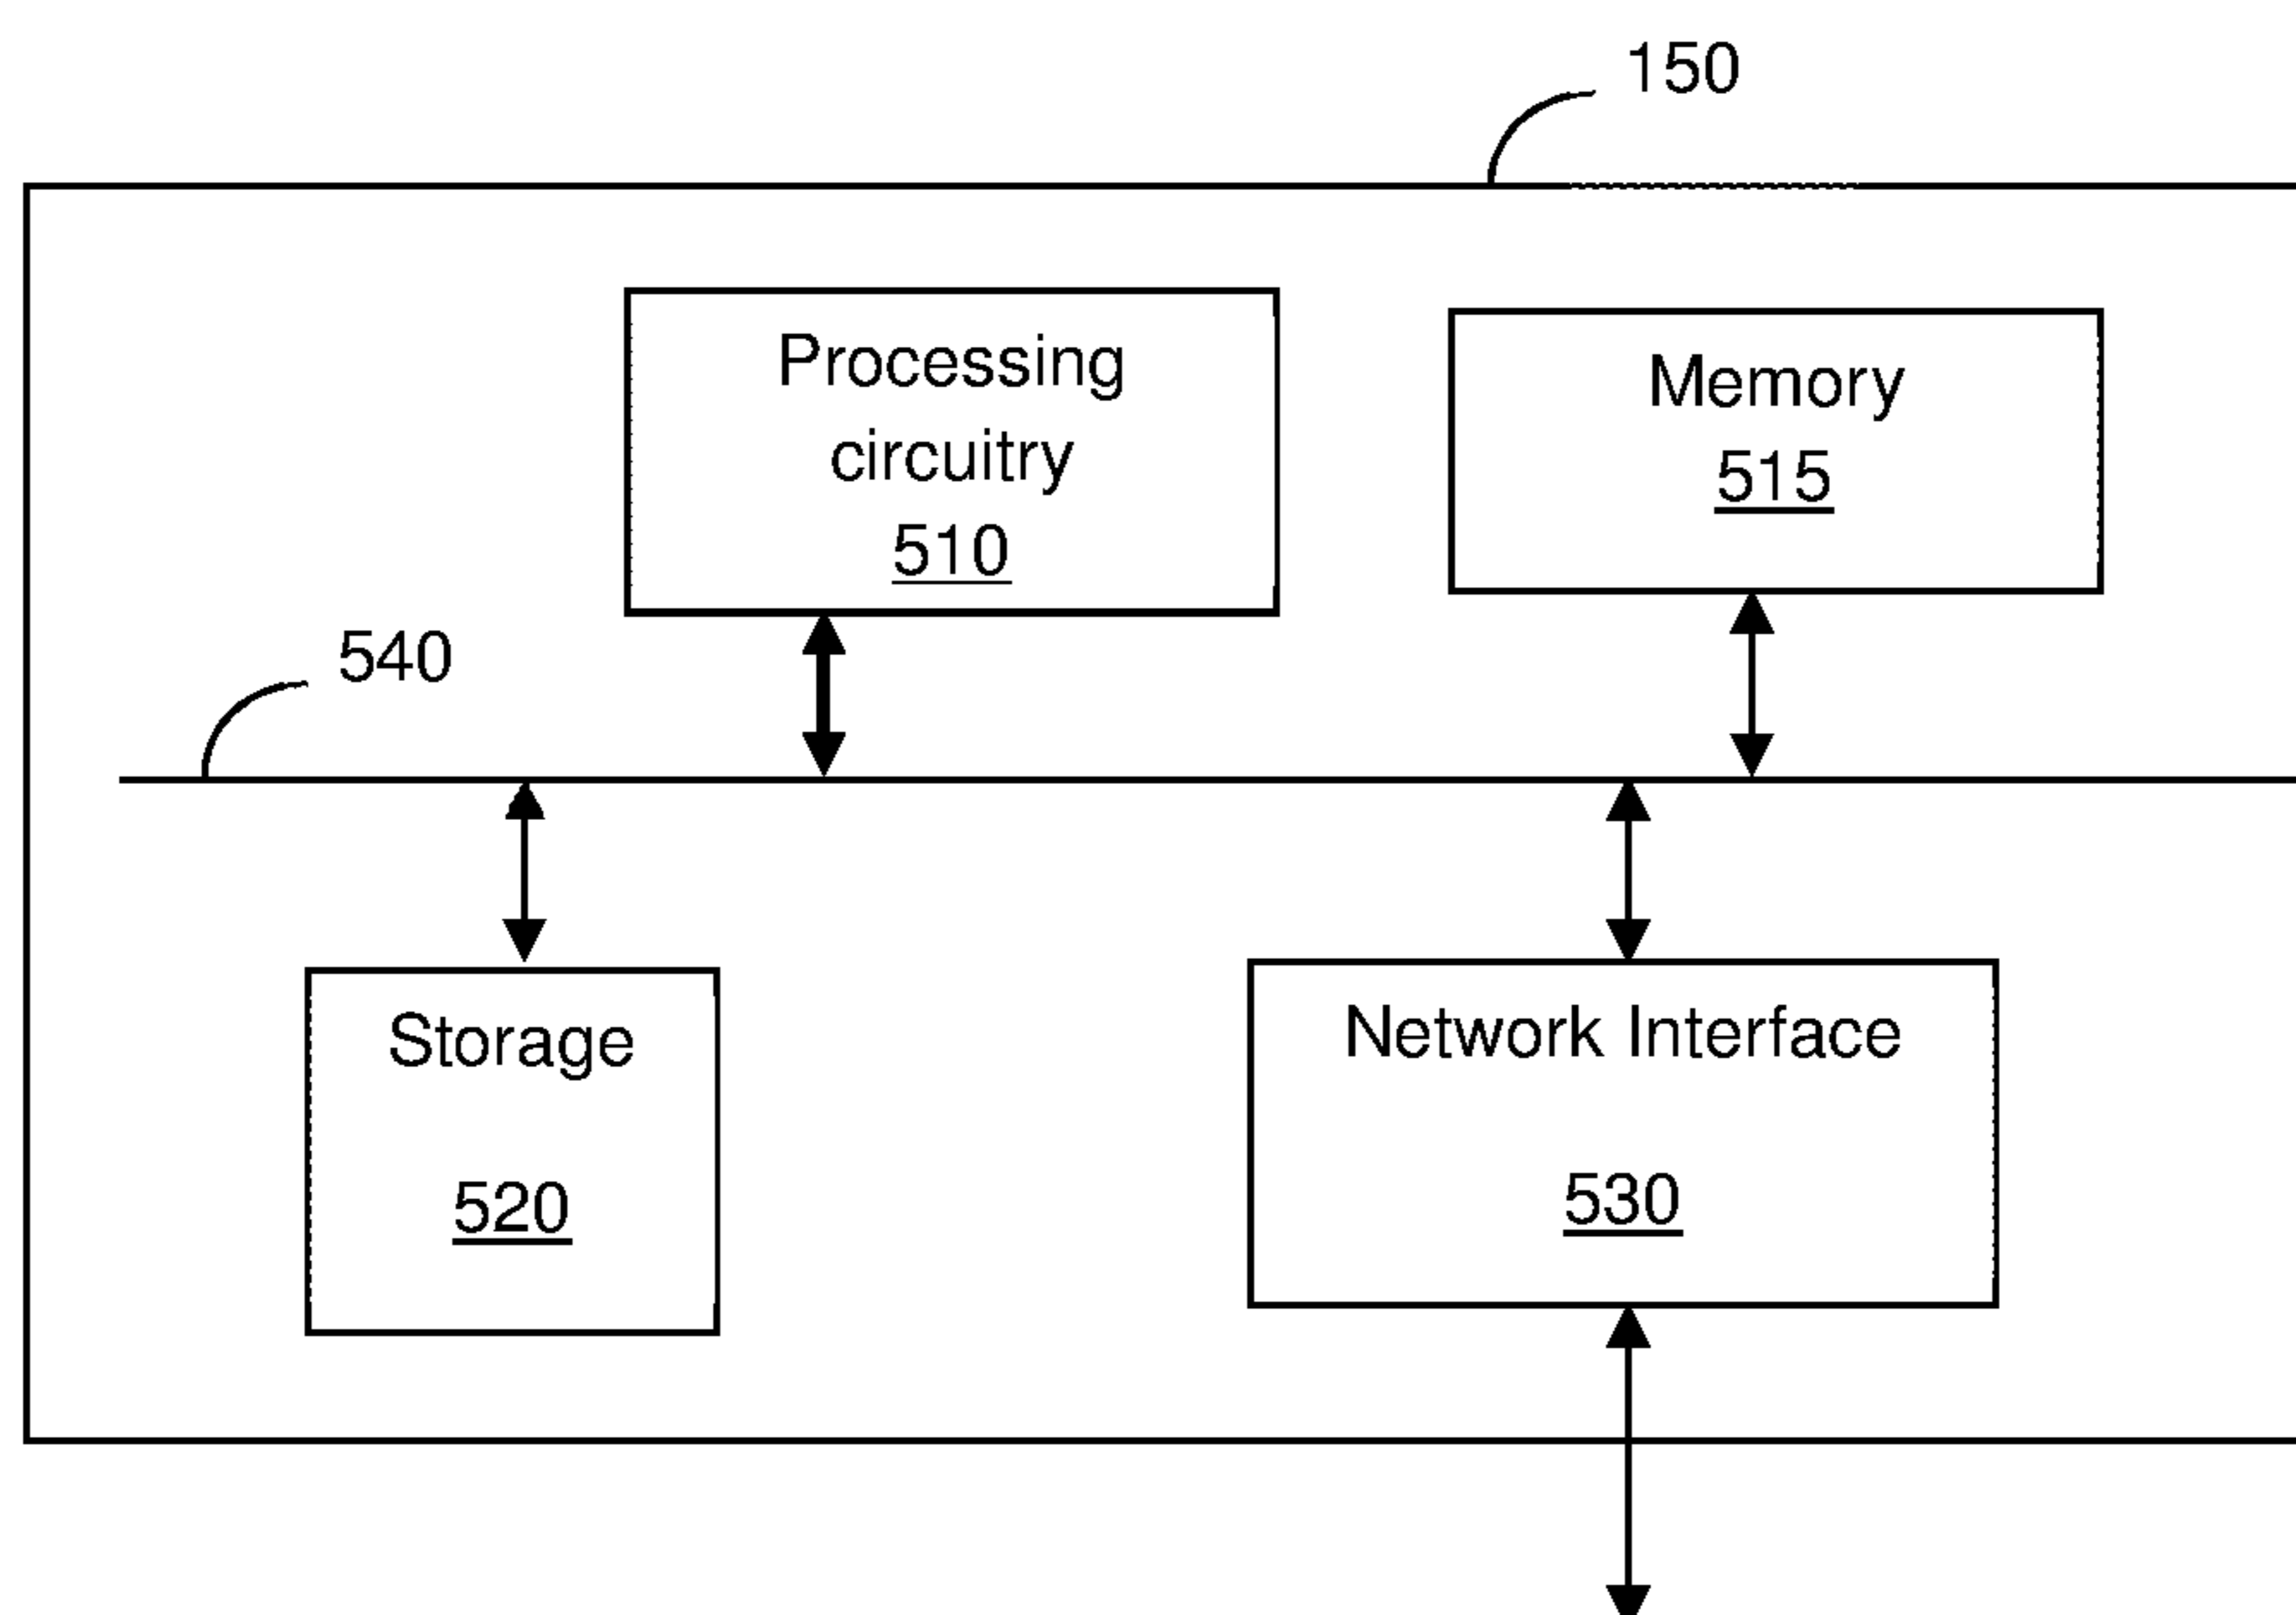 150
Processing
circuitry
510
Memory
515
540
Storage
520
Network Interface
530